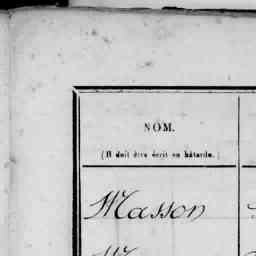 NOM.
(Il doit être écrit en bâtarde.)
Masson